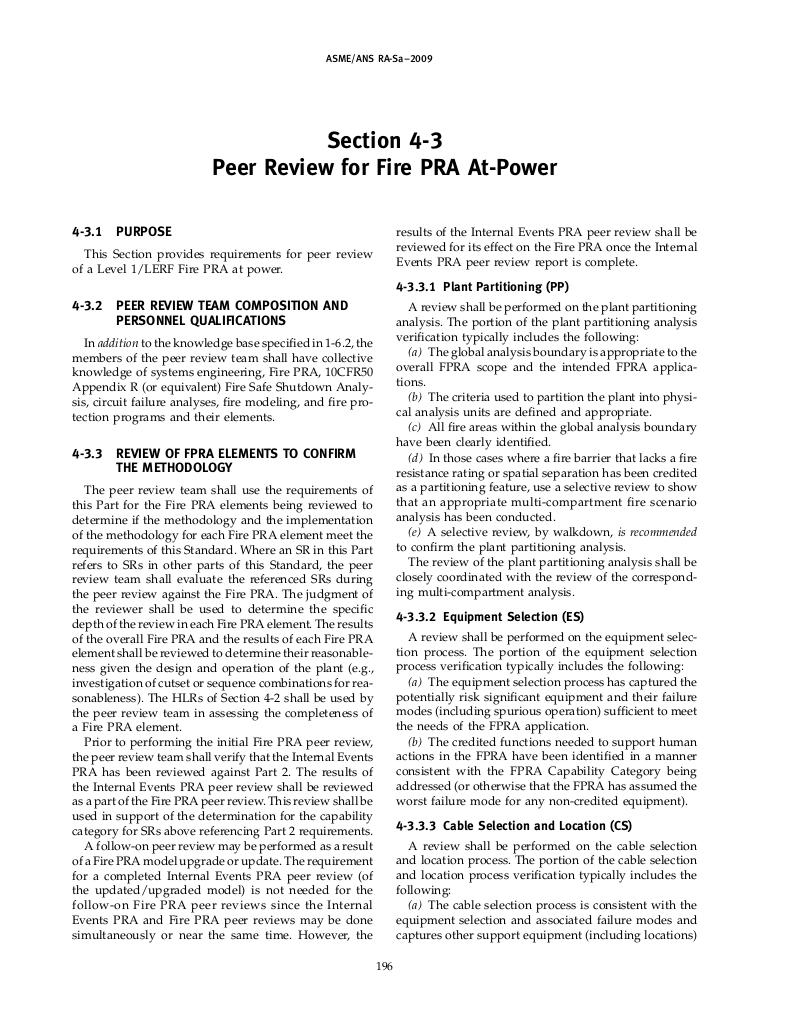 ASME/ANS RA-Sa–2009
Section 4-3
Peer Review for Fire PRA At-Power
4-3.1 PURPOSE
This Section provides requirements for peer review
of a Level 1/LERF Fire PRA at power.
4-3.2 PEER REVIEW TEAM COMPOSITION AND
PERSONNEL QUALIFICATIONS
In addition to the knowledge base specified in 1-6.2, the
members of the peer review team shall have collective
knowledge of systems engineering, Fire PRA, 10CFR50
Appendix R (or equivalent) Fire Safe Shutdown Analy-
sis, circuit failure analyses, fire modeling, and fire pro-
tection programs and their elements.
4-3.3 REVIEW OF FPRA ELEMENTS TO CONFIRM
THE METHODOLOGY
The peer review team shall use the requirements of
this Part for the Fire PRA elements being reviewed to
determine if the methodology and the implementation
of the methodology for each Fire PRA element meet the
requirements of this Standard. Where an SR in this Part
refers to SRs in other parts of this Standard, the peer
review team shall evaluate the referenced SRs during
the peer review against the Fire PRA. The judgment of
the reviewer shall be used to determine the specific
depth of the review in each Fire PRA element. The results
of the overall Fire PRA and the results of each Fire PRA
element shall be reviewed to determine their reasonable-
ness given the design and operation of the plant (e.g.,
investigation of cutset or sequence combinations for rea-
sonableness). The HLRs of Section 4-2 shall be used by
the peer review team in assessing the completeness of
a Fire PRA element.
Prior to performing the initial Fire PRA peer review,
the peer review team shall verify that the Internal Events
PRA has been reviewed against Part 2. The results of
the Internal Events PRA peer review shall be reviewed
as a part of the Fire PRA peer review. This review shall be
used in support of the determination for the capability
category for SRs above referencing Part 2 requirements.
A follow-on peer review may be performed as a result
of a Fire PRA model upgrade or update. The requirement
for a completed Internal Events PRA peer review (of
the updated/upgraded model) is not needed for the
follow-on Fire PRA peer reviews since the Internal
Events PRA and Fire PRA peer reviews may be done
simultaneously or near the same time. However, the
results of the Internal Events PRA peer review shall be
reviewed for its effect on the Fire PRA once the Internal
Events PRA peer review report is complete.
4-3.3.1 Plant Partitioning (PP)
A review shall be performed on the plant partitioning
analysis. The portion of the plant partitioning analysis
verification typically includes the following:
(a) The global analysis boundary is appropriate to the
overall FPRA scope and the intended FPRA applica-
tions.
(b) The criteria used to partition the plant into physi-
cal analysis units are defined and appropriate.
(c) All fire areas within the global analysis boundary
have been clearly identified.
(d) In those cases where a fire barrier that lacks a fire
resistance rating or spatial separation has been credited
as a partitioning feature, use a selective review to show
that an appropriate multi-compartment fire scenario
analysis has been conducted.
(e) A selective review, by walkdown, is recommended
to confirm the plant partitioning analysis.
The review of the plant partitioning analysis shall be
closely coordinated with the review of the correspond-
ing multi-compartment analysis.
4-3.3.2 Equipment Selection (ES)
A review shall be performed on the equipment selec-
tion process. The portion of the equipment selection
process verification typically includes the following:
(a) The equipment selection process has captured the
potentially risk significant equipment and their failure
modes (including spurious operation) sufficient to meet
the needs of the FPRA application.
(b) The credited functions needed to support human
actions in the FPRA have been identified in a manner
consistent with the FPRA Capability Category being
addressed (or otherwise that the FPRA has assumed the
worst failure mode for any non-credited equipment).
4-3.3.3 Cable Selection and Location (CS)
A review shall be performed on the cable selection
and location process. The portion of the cable selection
and location process verification typically includes the
following:
(a) The cable selection process is consistent with the
equipment selection and associated failure modes and
captures other support equipment (including locations)
196